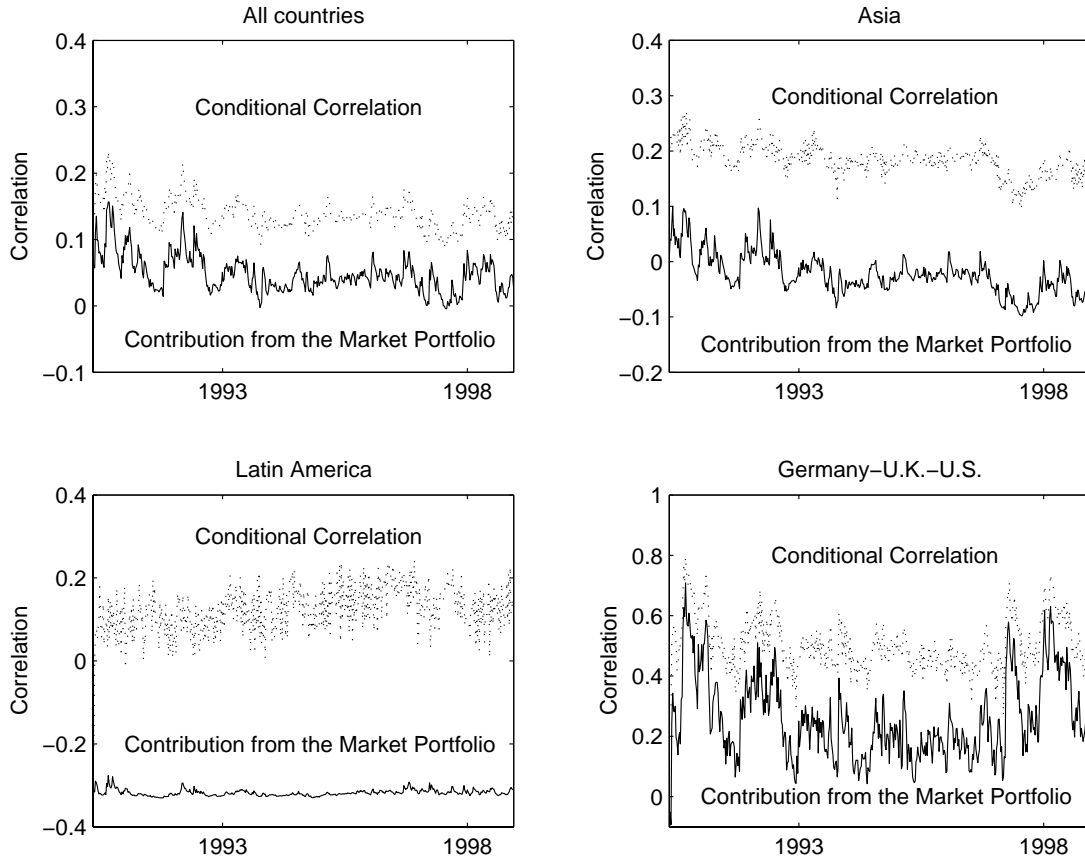 All countries
0.4
0.3
0.2
0.1
0
−0.1
Correlation
Conditional Correlation
Contribution from the Market Portfolio
1993
1998
Asia
0.4
0.3
0.2
0.1
0
−0.1
−0.2
Correlation
Conditional Correlation
Contribution from the Market Portfolio
1993
1998
Latin America
0.4
0.2
0
−0.2
−0.4
Correlation
Conditional Correlation
Contribution from the Market Portfolio
1993
1998
Germany−U.K.−U.S.
1
0.8
0.6
0.4
0.2
0
Correlation
Conditional Correlation
Contribution from the Market Portfolio
1993
1998